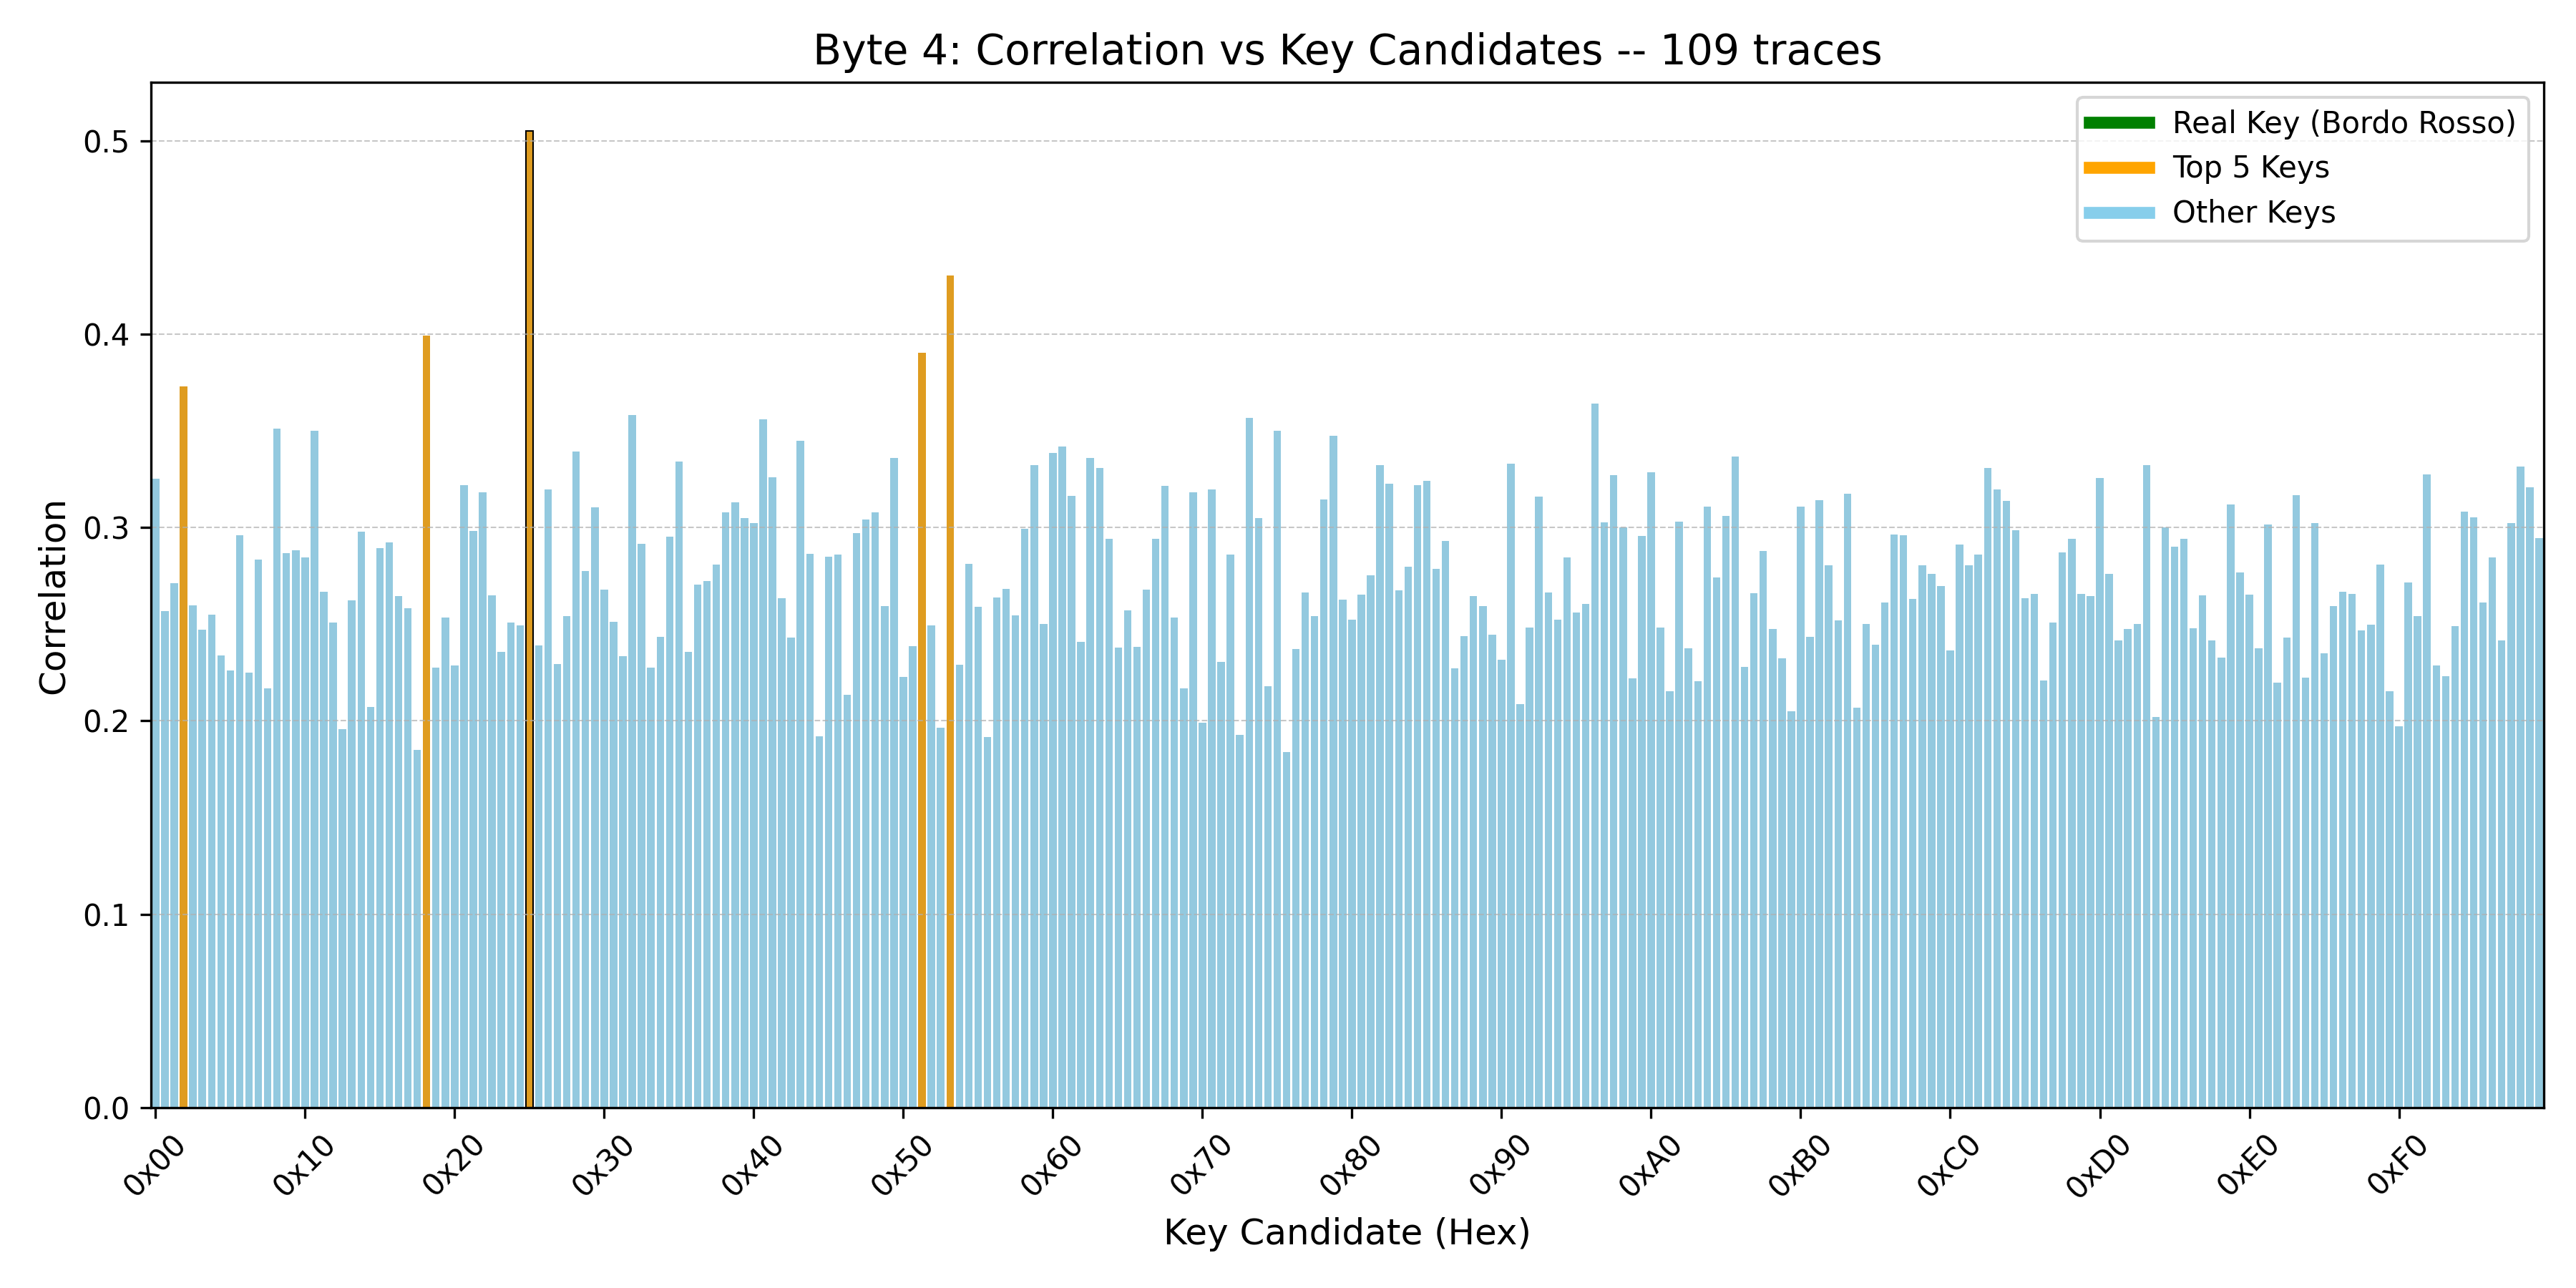 Byte 4: Correlation vs Key Candidates -- 109 traces
Real Key (Bordo Rosso)
Top 5 Keys
Other Keys
Correlation
0.5
0.4
0.3
0.2
0.1
0.0
0x00 0x10 0x20 0x30 0x40 0x50 0x60 0x70 0x80 0x90 0xA0 0xB0 0xC0 0xD0 0xE0 0xF0
Key Candidate (Hex)